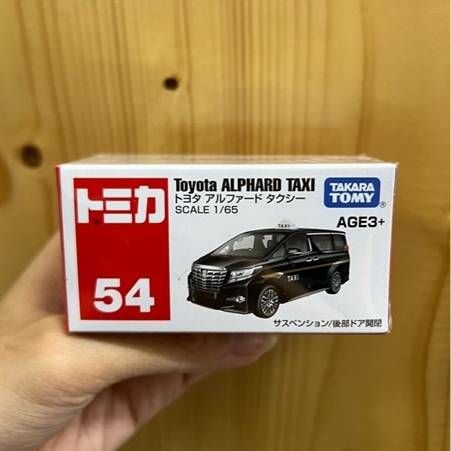 トミカ
54
Toyota ALPHARD TAXI
トヨタ アルファード タクシー
SCALE 1/65
TAKARA
TOMY
AGE3+
TAXI
サスペンション/後部ドア開閉